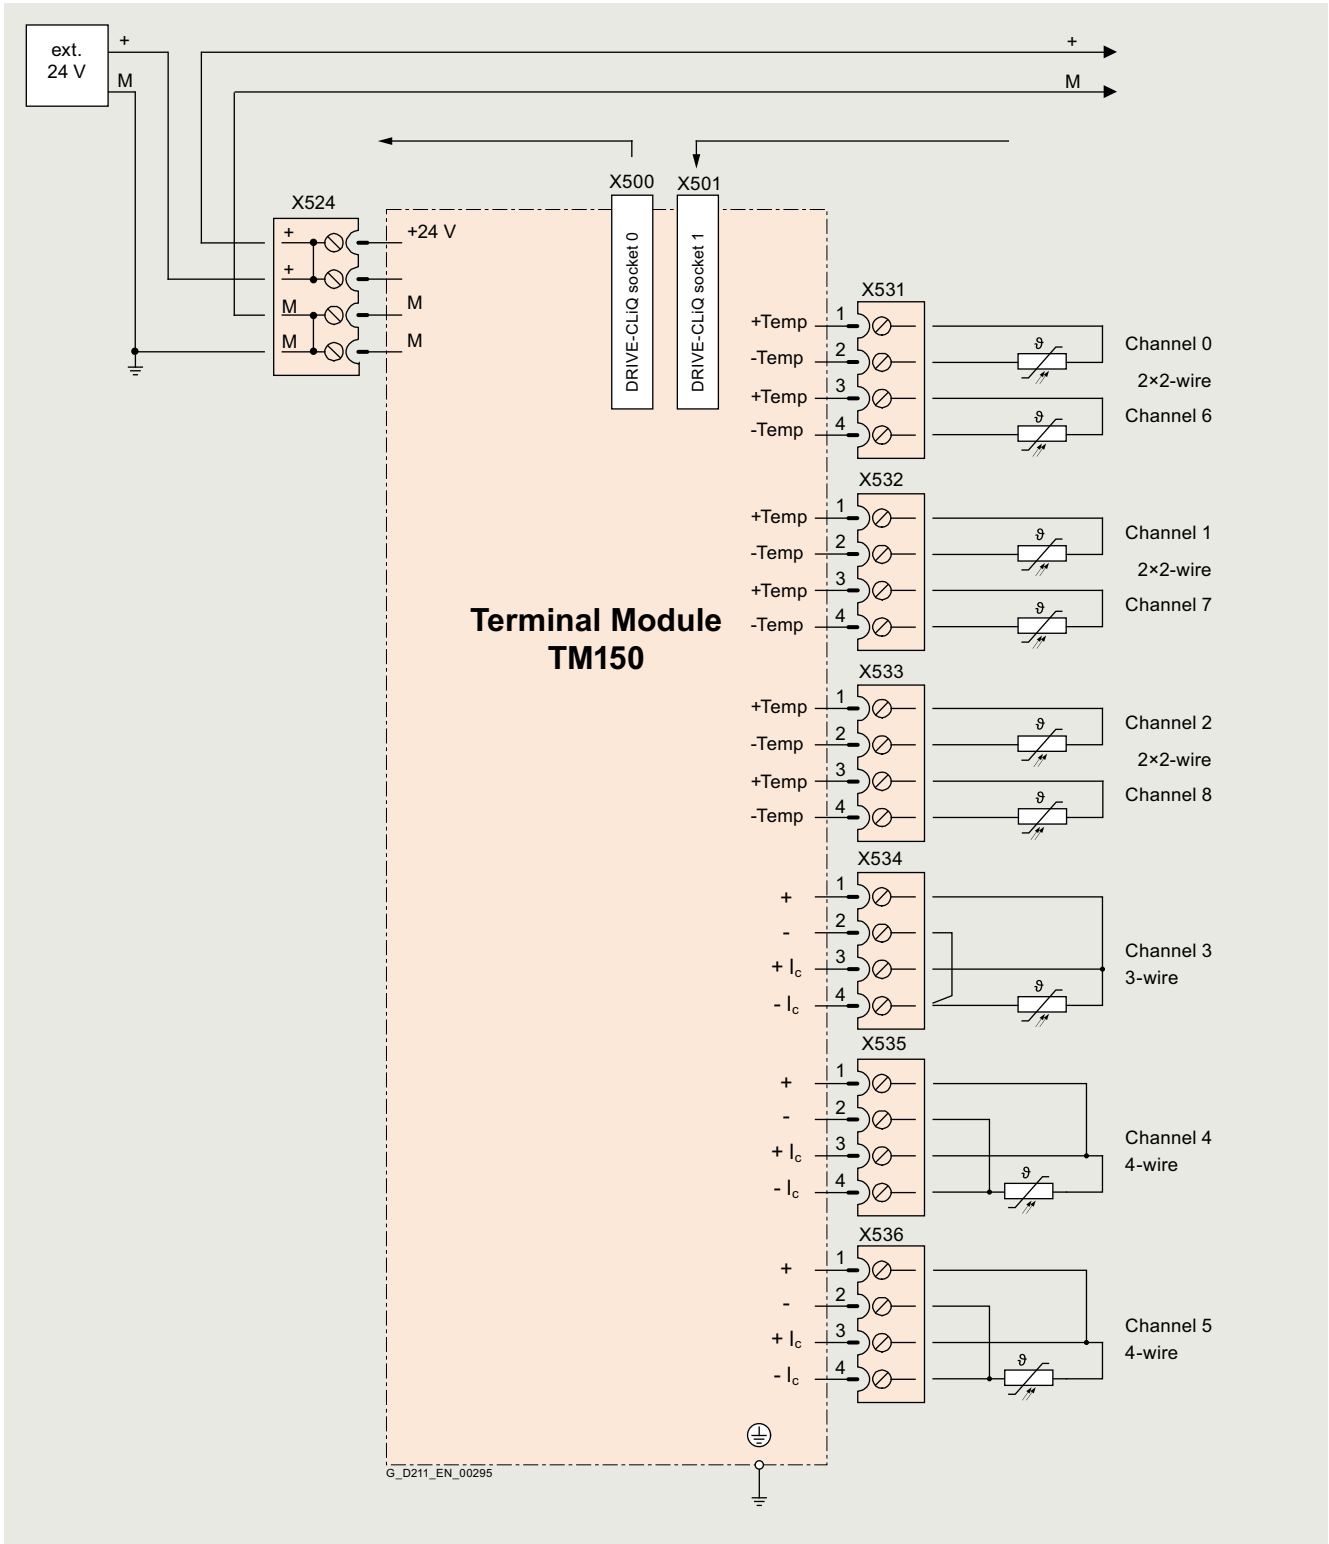 ext.
24 V
+
M
+
M
X500
X501
X524
+
+
M
M
+24 V
M
M
DRIVE-CLiQ socket 0
DRIVE-CLiQ socket 1
Terminal Module
TM150
X531
+Temp 1
-Temp 2
+Temp 3
-Temp 4
ϑ
ϑ
Channel 0
2×2-wire
Channel 6
X532
+Temp 1
-Temp 2
+Temp 3
-Temp 4
ϑ
ϑ
Channel 1
2×2-wire
Channel 7
X533
+Temp 1
-Temp 2
+Temp 3
-Temp 4
ϑ
ϑ
Channel 2
2×2-wire
Channel 8
X534
+ 1
- 2
+ Ic 3
- Ic 4
ϑ
Channel 3
3-wire
X535
+ 1
- 2
+ Ic 3
- Ic 4
ϑ
Channel 4
4-wire
X536
+ 1
- 2
+ Ic 3
- Ic 4
ϑ
Channel 5
4-wire
G_D211_EN_00295